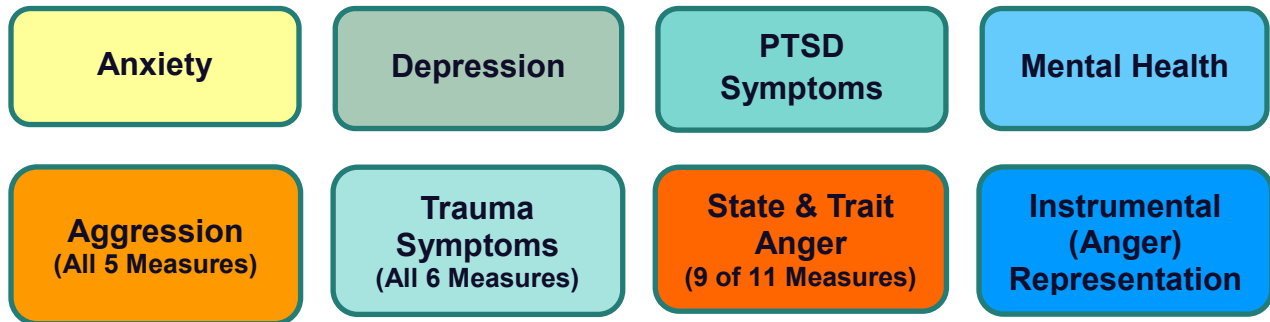 Anxiety
Depression
PTSD
Symptoms
Mental Health
Aggression
(All 5 Measures)
Trauma
Symptoms
(All 6 Measures)
State & Trait
Anger
(9 of 11 Measures)
Instrumental
(Anger)
Representation